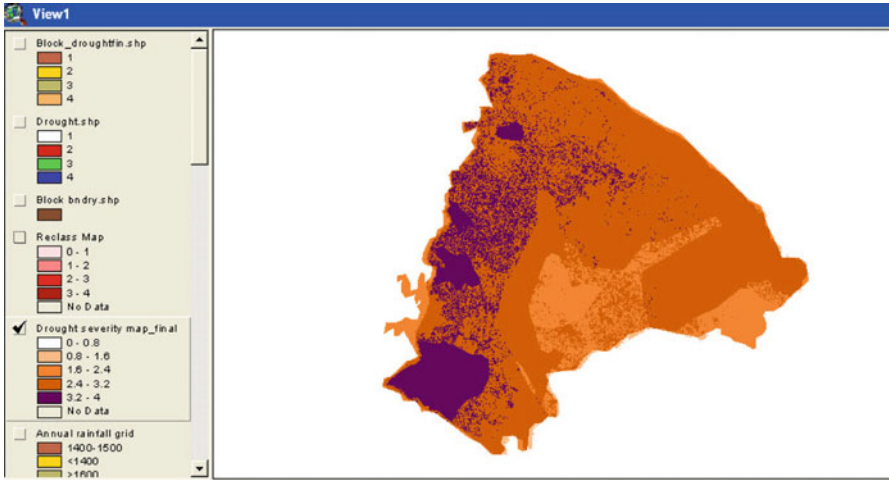 View1
Block_droughtfin.shp
1
2
3
4
Drought.shp
1
2
3
4
Block bndry.shp
Reclass Map
0 - 1
1 - 2
2 - 3
3 - 4
No Data
Drought severity map_final
0 - 0.8
0.8 - 1.6
1.6 - 2.4
2.4 - 3.2
3.2 - 4
No Data
Annual rainfall grid
1400-1500
<1400
>1600